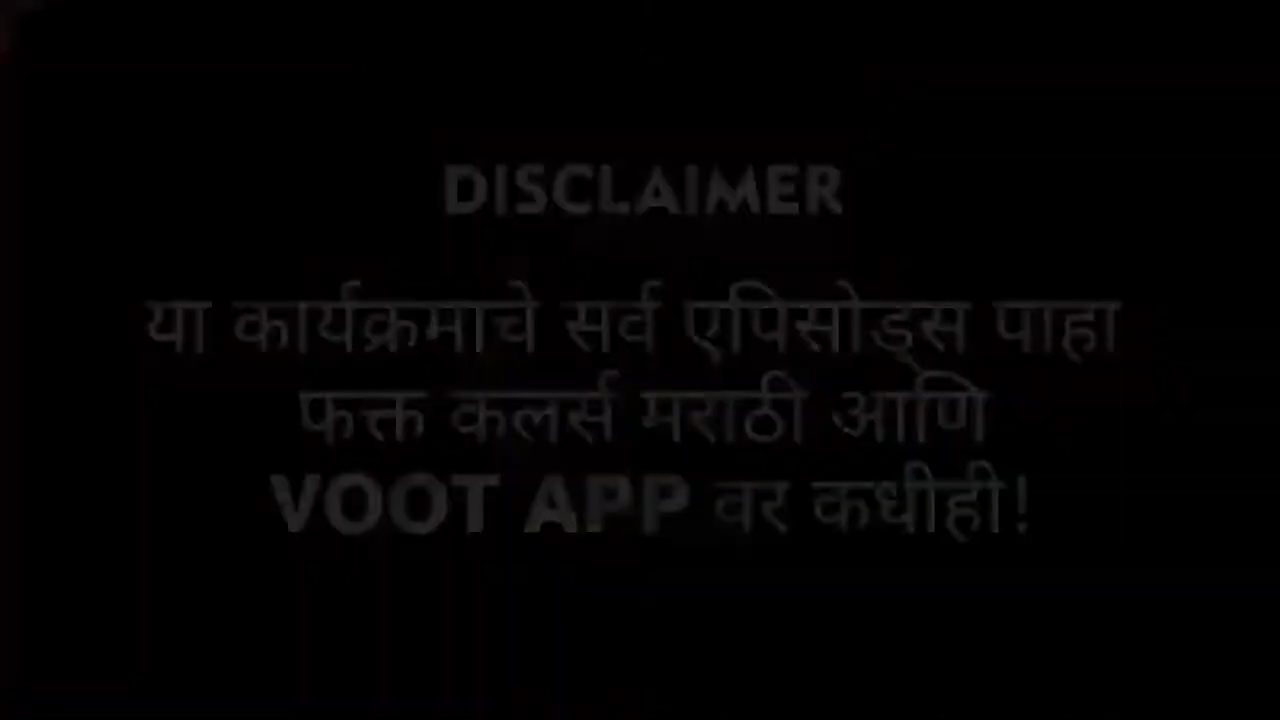 DISCLAIMER
या कार्यक्रमाचे सर्व एपिसोड्स पाहा
फक्त कलर्स मराठी आणि
VOOT APP वर कधीही!